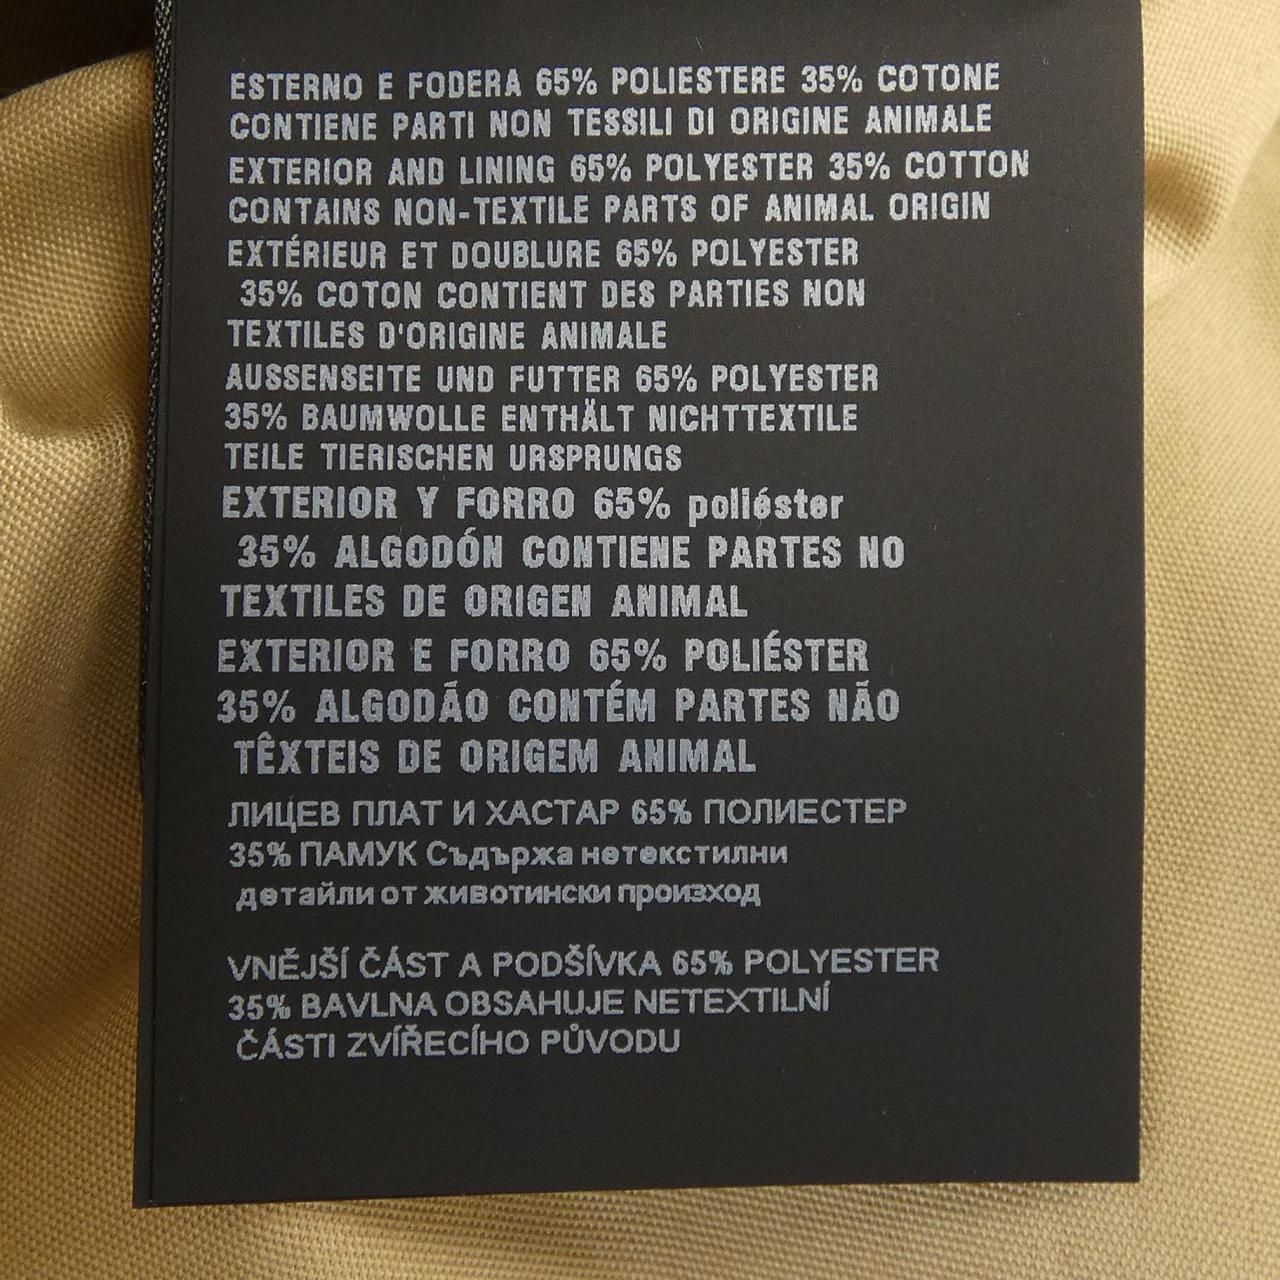 ESTERNO E FODERA 65% POLIESTERE 35% COTONE
CONTIENE PARTI NON TESSILI DI ORIGINE ANIMALE
EXTERIOR AND LINING 65% POLYESTER 35% COTTON
CONTAINS NON-TEXTILE PARTS OF ANIMAL ORIGIN
EXTÉRIEUR ET DOUBLURE 65% POLYESTER
35% COTON CONTIENT DES PARTIES NON
TEXTILES D'ORIGINE ANIMALE
AUSSENSEITE UND FUTTER 65% POLYESTER
35% BAUMWOLLE ENTHÄLT NICHTTEXTILE
TEILE TIERISCHEN URSPRUNGS
EXTERIOR Y FORRO 65% poliéster
35% ALGODÓN CONTIENE PARTES NO
TEXTILES DE ORIGEN ANIMAL
EXTERIOR E FORRO 65% POLIÉSTER
35% ALGODÃO CONTÉM PARTES NÃO
TÊXTEIS DE ORIGEM ANIMAL
ЛИЦЕВ ПЛАТ И ХАСТАР 65% ПОЛИЕСТЕР
35% ПАМУК Съдържа нетекстилни
детайли от животински произход
VNĚJŠÍ ČÁST A PODŠÍVKA 65% POLYESTER
35% BAVLNA OBSAHUJE NETEXTILNÍ
ČÁSTI ZVÍŘECÍHO PŮVODU